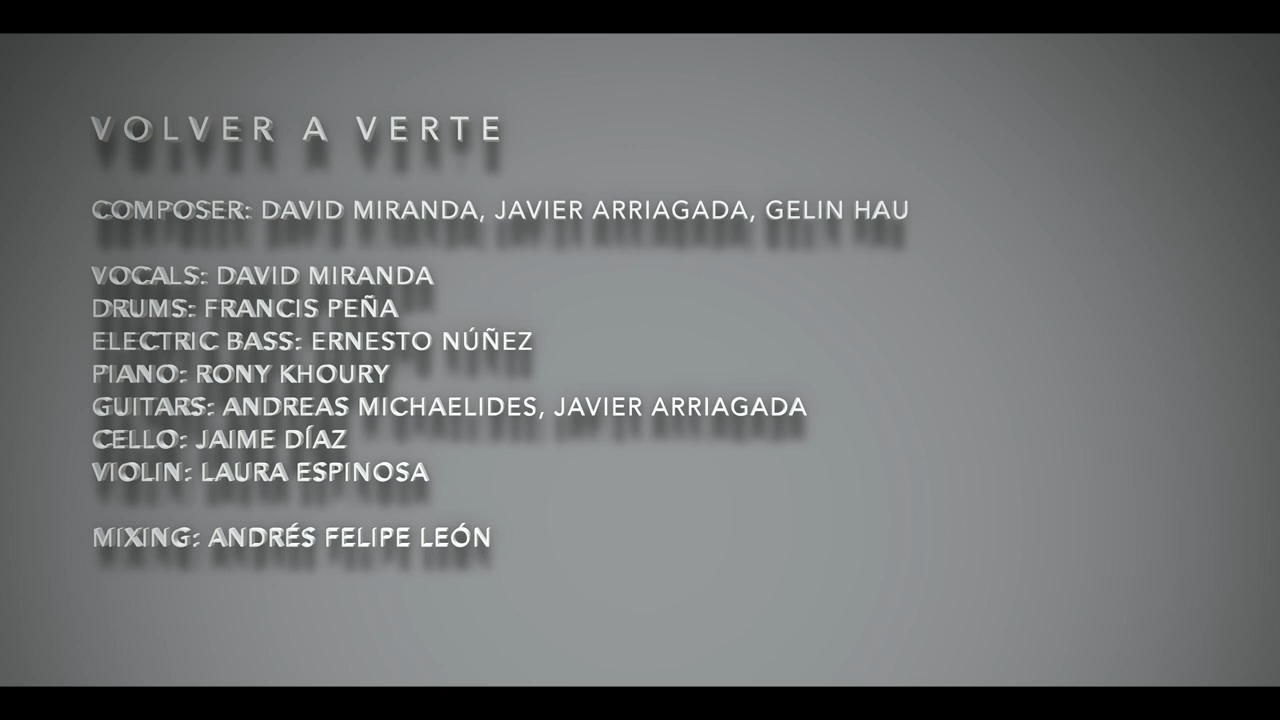 VOLVER A VERTE
COMPOSER: DAVID MIRANDA, JAVIER ARRIAGADA, GELIN HAU
VOCALS: DAVID MIRANDA
DRUMS: FRANCIS PEÑA
ELECTRIC BASS: ERNESTO NÚÑEZ
PIANO: RONY KHOURY
GUITARS: ANDREAS MICHAELIDES, JAVIER ARRIAGADA
CELLO: JAIME DÍAZ
VIOLIN: LAURA ESPINOSA
MIXING: ANDRÉS FELIPE LEÓN